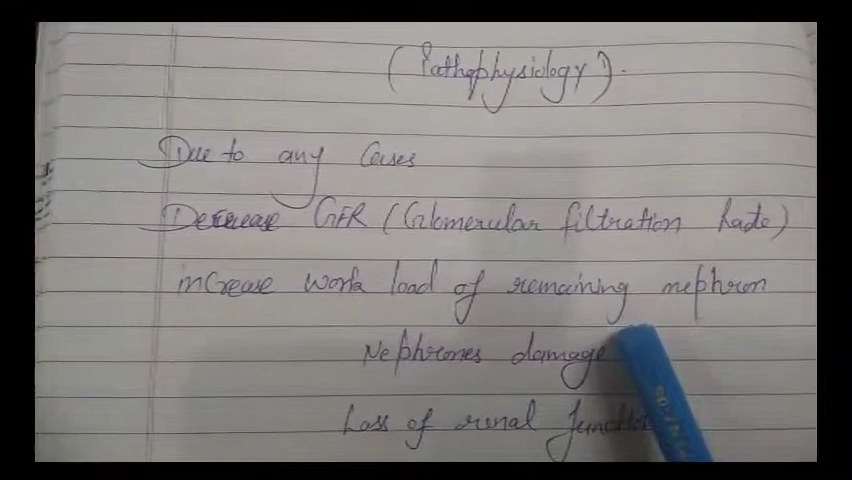 (Pathophysiology).
Due to any Cases
Decrease GFR (Glomerular filtration hate)
increase work load of remaining nephron
Nephrones damage
Loss of renal function